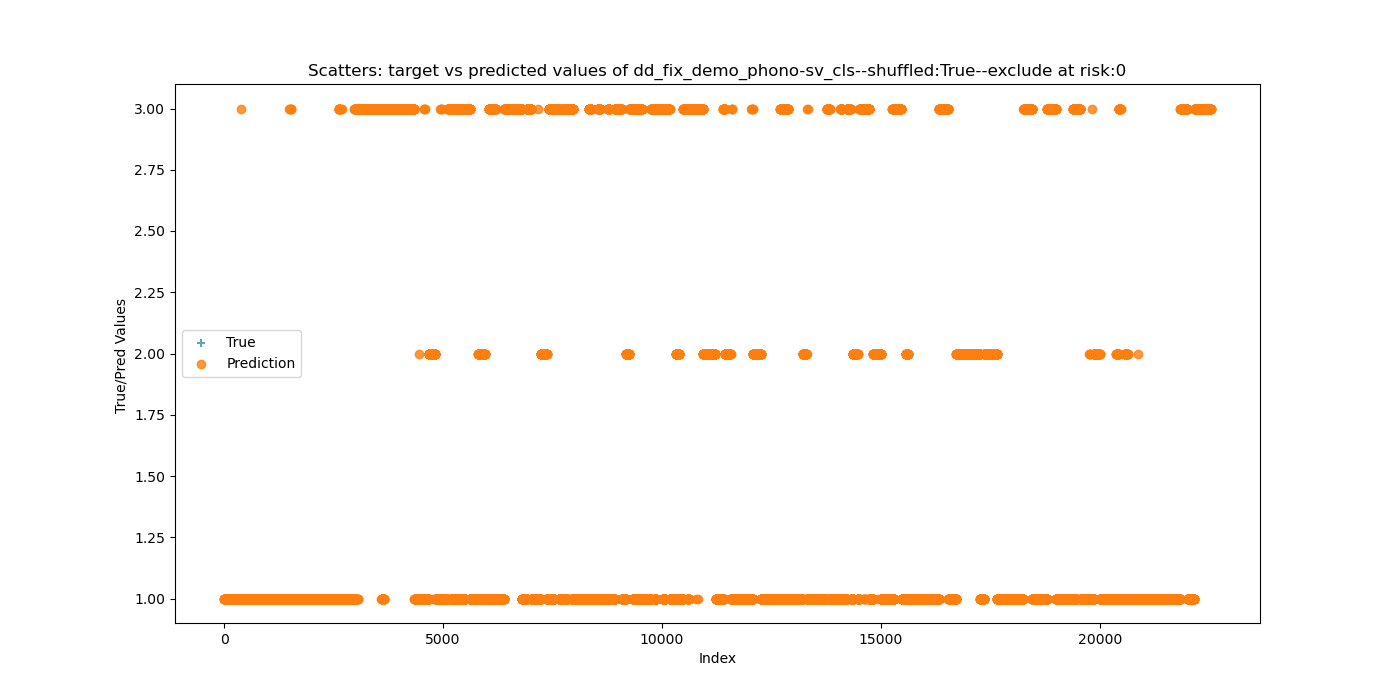 Scatters: target vs predicted values of dd_fix_demo_phono-sv_cls--shuffled:True--exclude at risk:0
3.00
2.75
2.50
2.25
2.00
1.75
1.50
1.25
1.00
True/Pred Values
True
Prediction
0
5000
10000
15000
20000
Index